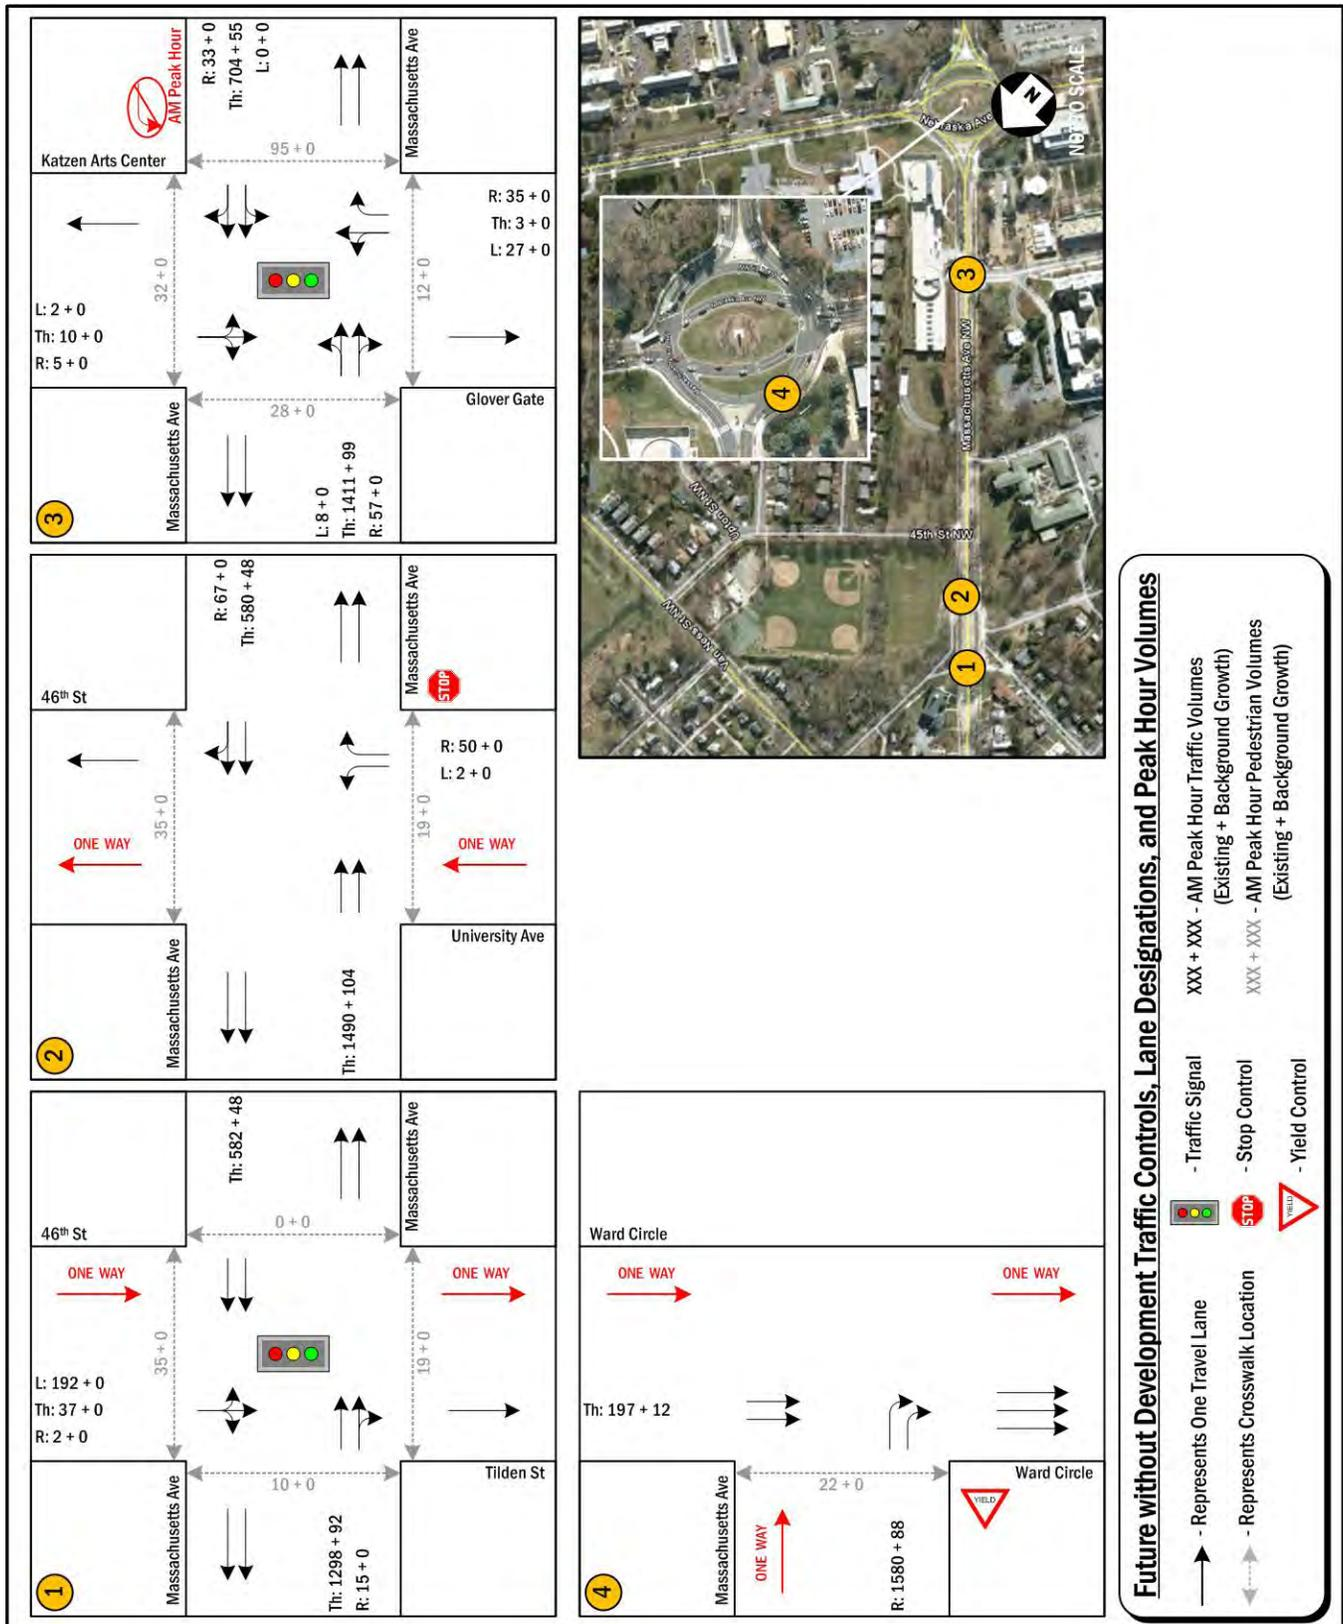 1
46th St
Massachusetts Ave
L: 192 + 0
Th: 37 + 0
R: 2 + 0
ONE WAY
35 + 0
Th: 582 + 48
0 + 0
Massachusetts Ave
10 + 0
Th: 1298 + 92
R: 15 + 0
19 + 0
ONE WAY
Tilden St
2
46th St
Massachusetts Ave
ONE WAY
35 + 0
R: 67 + 0
Th: 580 + 48
Massachusetts Ave
STOP
Th: 1490 + 104
R: 50 + 0
L: 2 + 0
19 + 0
ONE WAY
University Ave
3
Katzen Arts Center
AM Peak Hour
Massachusetts Ave
L: 2 + 0
Th: 10 + 0
R: 5 + 0
32 + 0
R: 33 + 0
Th: 704 + 55
L: 0 + 0
95 + 0
Massachusetts Ave
28 + 0
L: 8 + 0
Th: 1411 + 99
R: 57 + 0
R: 35 + 0
Th: 3 + 0
L: 27 + 0
12 + 0
Glover Gate
4
Ward Circle
ONE WAY
Th: 197 + 12
Massachusetts Ave
ONE WAY
22 + 0
R: 1580 + 88
YIELD
Ward Circle
ONE WAY
Van Ness St NW
Upton St NW
45th St NW
Massachusetts Ave NW
Nebraska Ave
1
2
3
4
N
NOT TO SCALE
Future without Development Traffic Controls, Lane Designations, and Peak Hour Volumes
- Represents One Travel Lane
- Represents Crosswalk Location
- Traffic Signal
STOP
- Stop Control
YIELD
- Yield Control
XXX + XXX - AM Peak Hour Traffic Volumes
(Existing + Background Growth)
XXX + XXX - AM Peak Hour Pedestrian Volumes
(Existing + Background Growth)